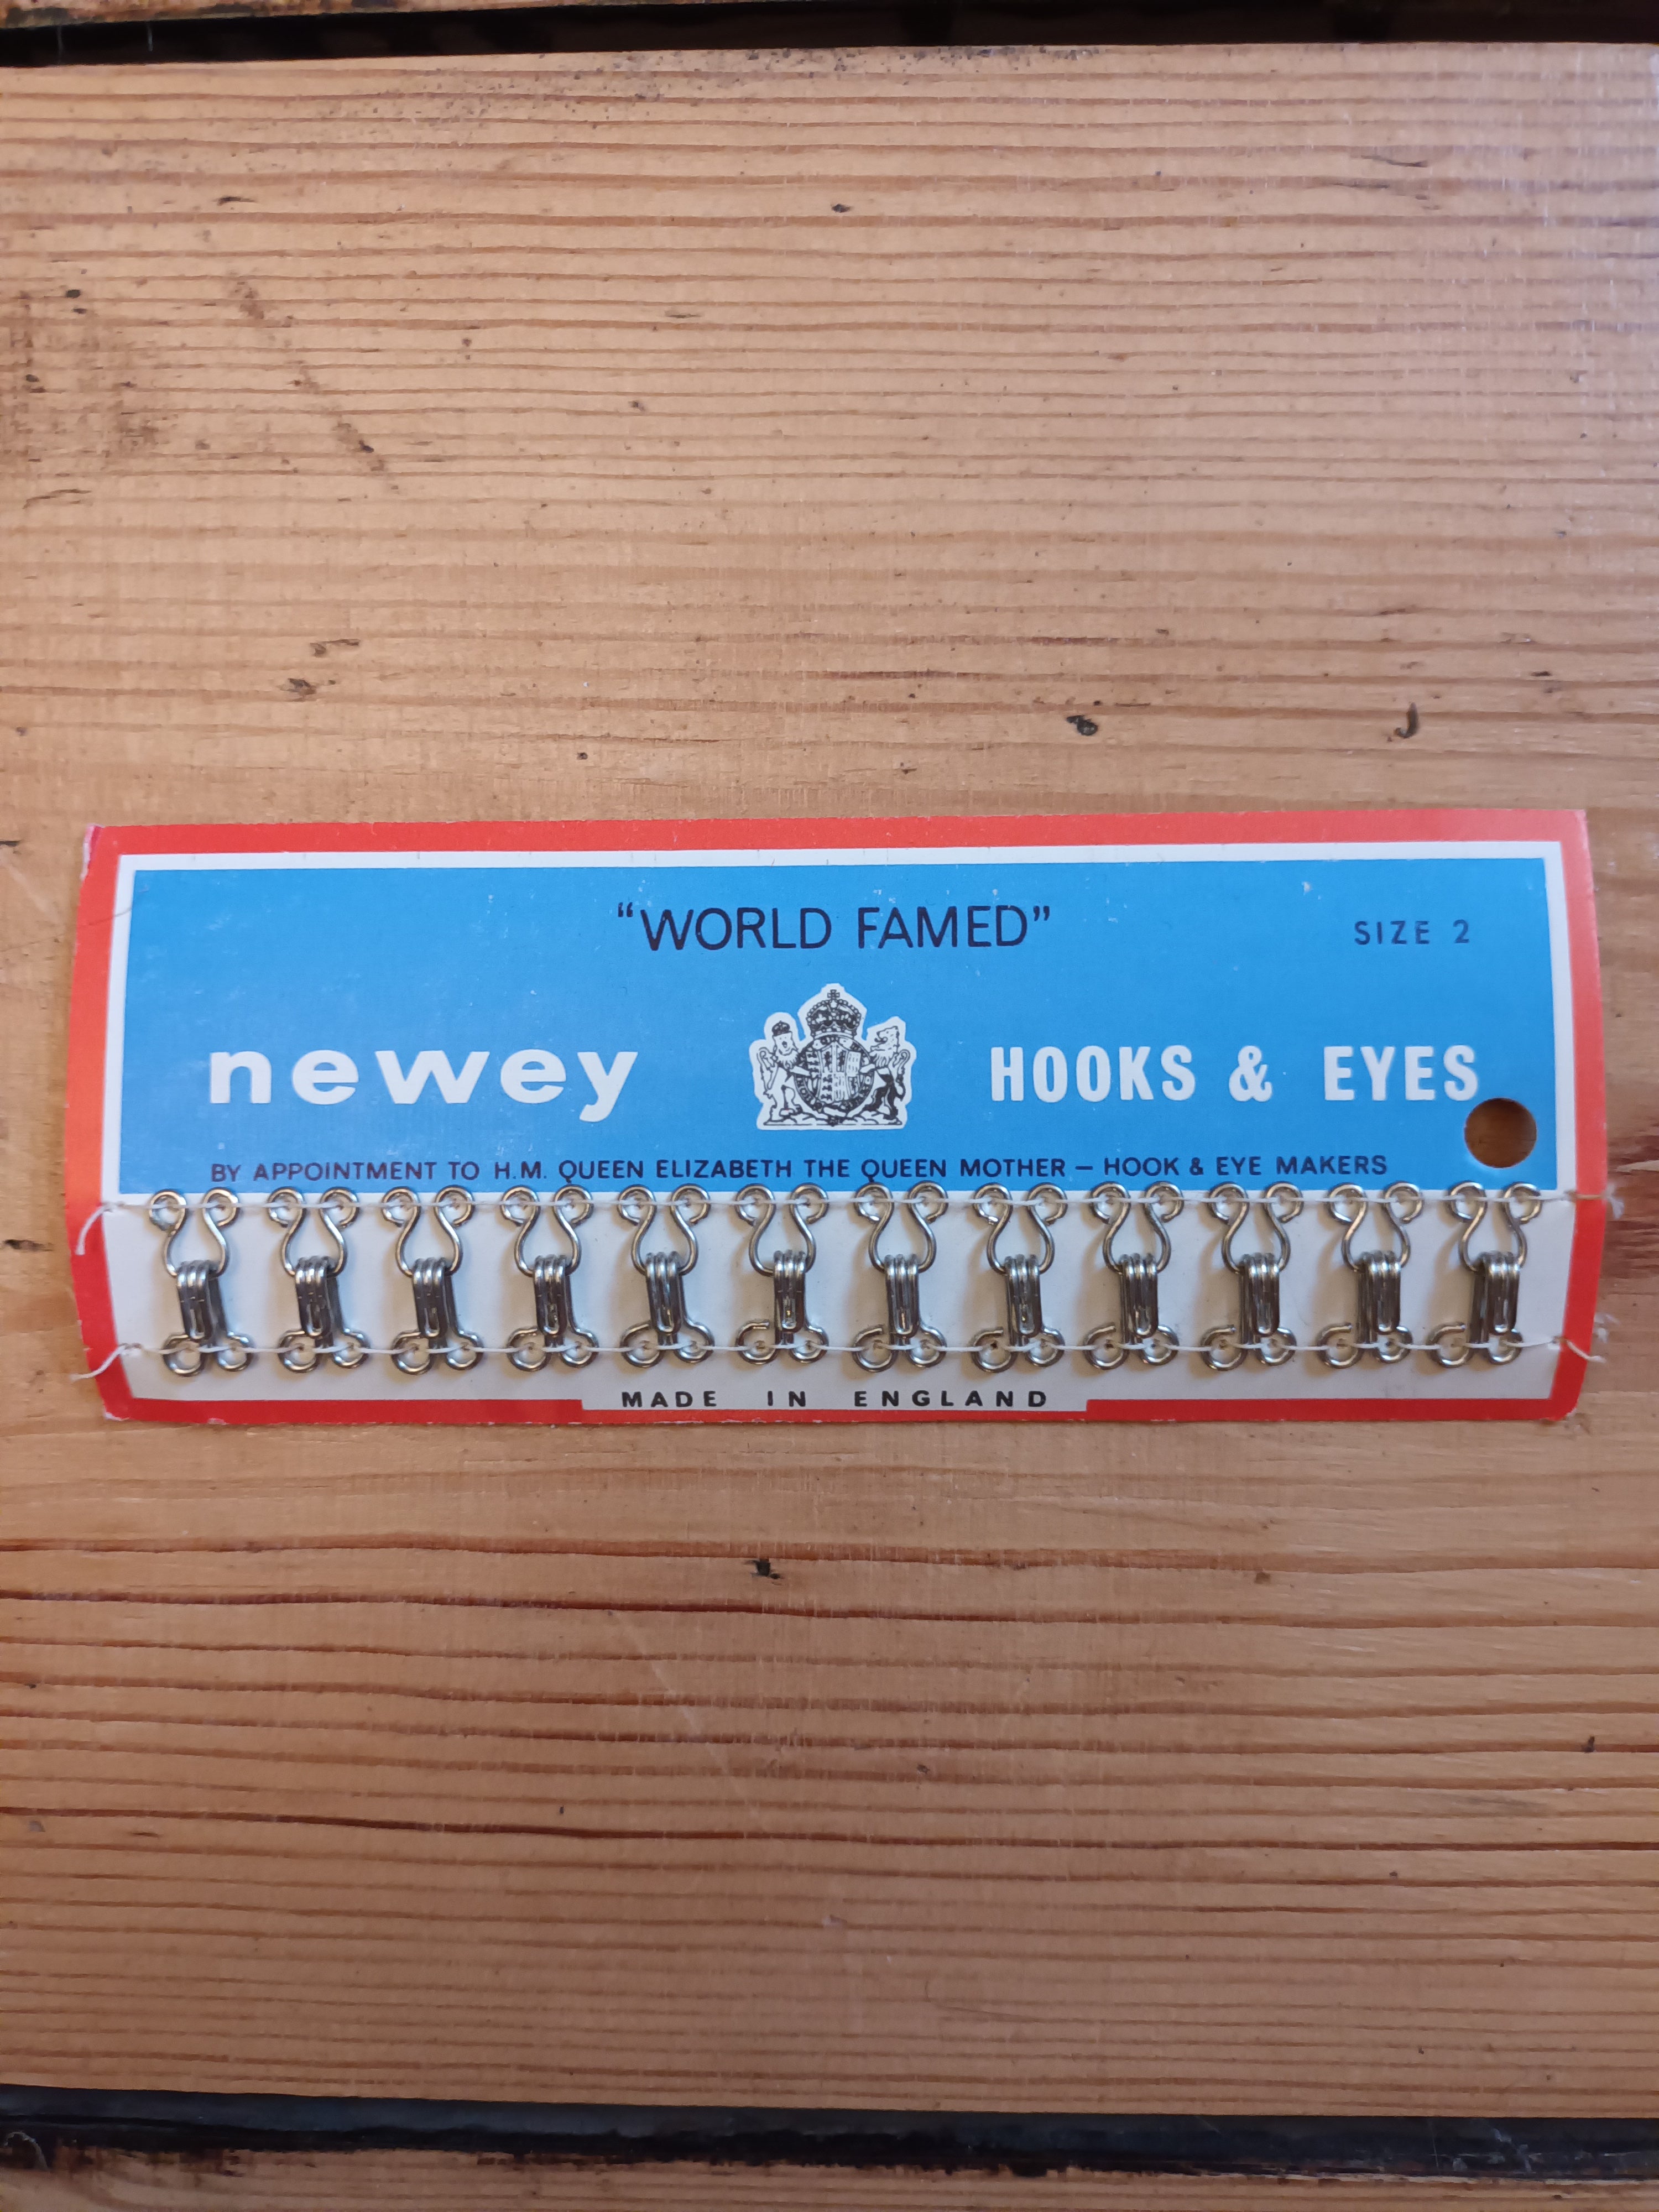 “WORLD FAMED”
SIZE 2
newey
HOOKS & EYES
BY APPOINTMENT TO H.M. QUEEN ELIZABETH THE QUEEN MOTHER – HOOK & EYE MAKERS
MADE IN ENGLAND